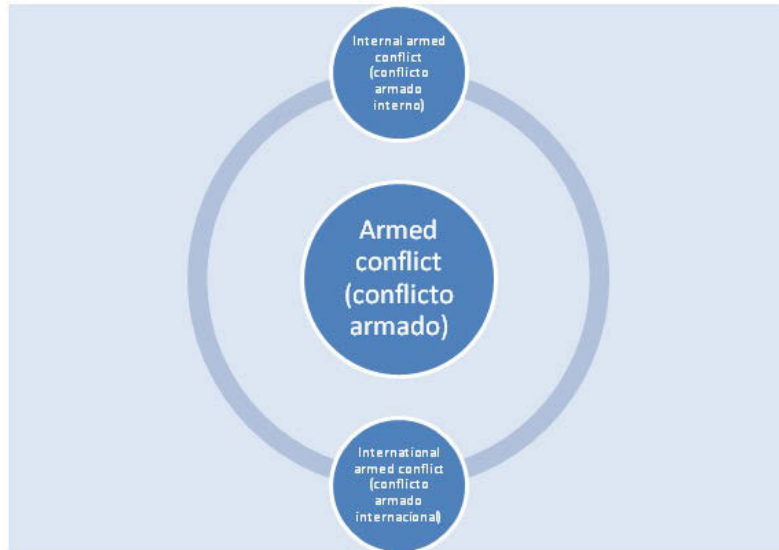 Internal armed
conflict
(conflicto
armado
interno)
Armed
conflict
(conflicto
armado)
International
armed conflict
(conflicto
armado
internacional)